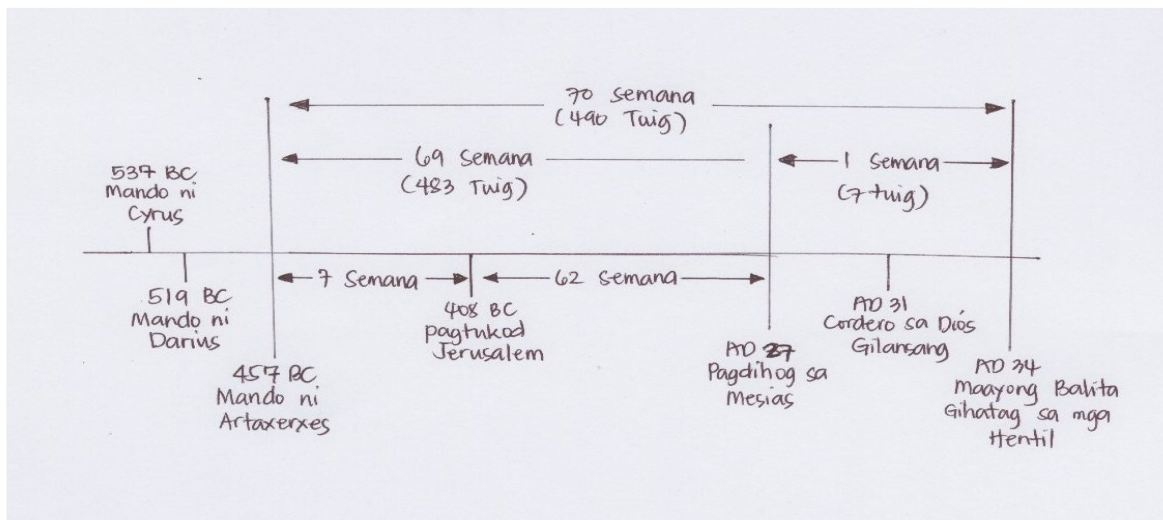 70 semana
(490 Tuig)
69 Semana
(483 Tuig)
1 Semana
(7 tuig)
537 BC
Mando ni
Cyrus
7 Semana
62 Semana
519 BC
Mando ni
Darius
408 BC
pagtukod
Jerusalem
AD 31
Cordero sa Diós
Gilansang
457 BC
Mando ni
Artaxerxes
AD 27
Pagdihog sa
Mesias
AD 34
Maayong Balita
Gihatag sa mga
Hentil